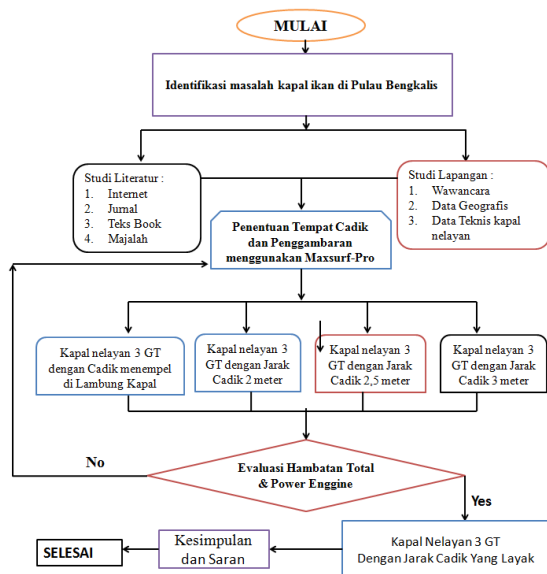 MULAI
Identifikasi masalah kapal ikan di Pulau Bengkalis
Studi Literatur :
1. Internet
2. Jurnal
3. Teks Book
4. Majalah
Studi Lapangan :
1. Wawancara
2. Data Geografis
3. Data Teknis kapal
nelayan
Penentuan Tempat Cadik
dan Penggambaran
menggunakan Maxsurf-Pro
Kapal nelayan 3 GT
dengan Cadik menempel
di Lambung Kapal
Kapal nelayan 3
GT dengan Jarak
Cadik 2 meter
Kapal nelayan 3
GT dengan Jarak
Cadik 2,5 meter
Kapal nelayan 3
GT dengan Jarak
Cadik 3 meter
No
Evaluasi Hambatan Total
& Power Enggine
Yes
Kapal Nelayan 3 GT
Dengan Jarak Cadik Yang Layak
Kesimpulan
dan Saran
SELESAI